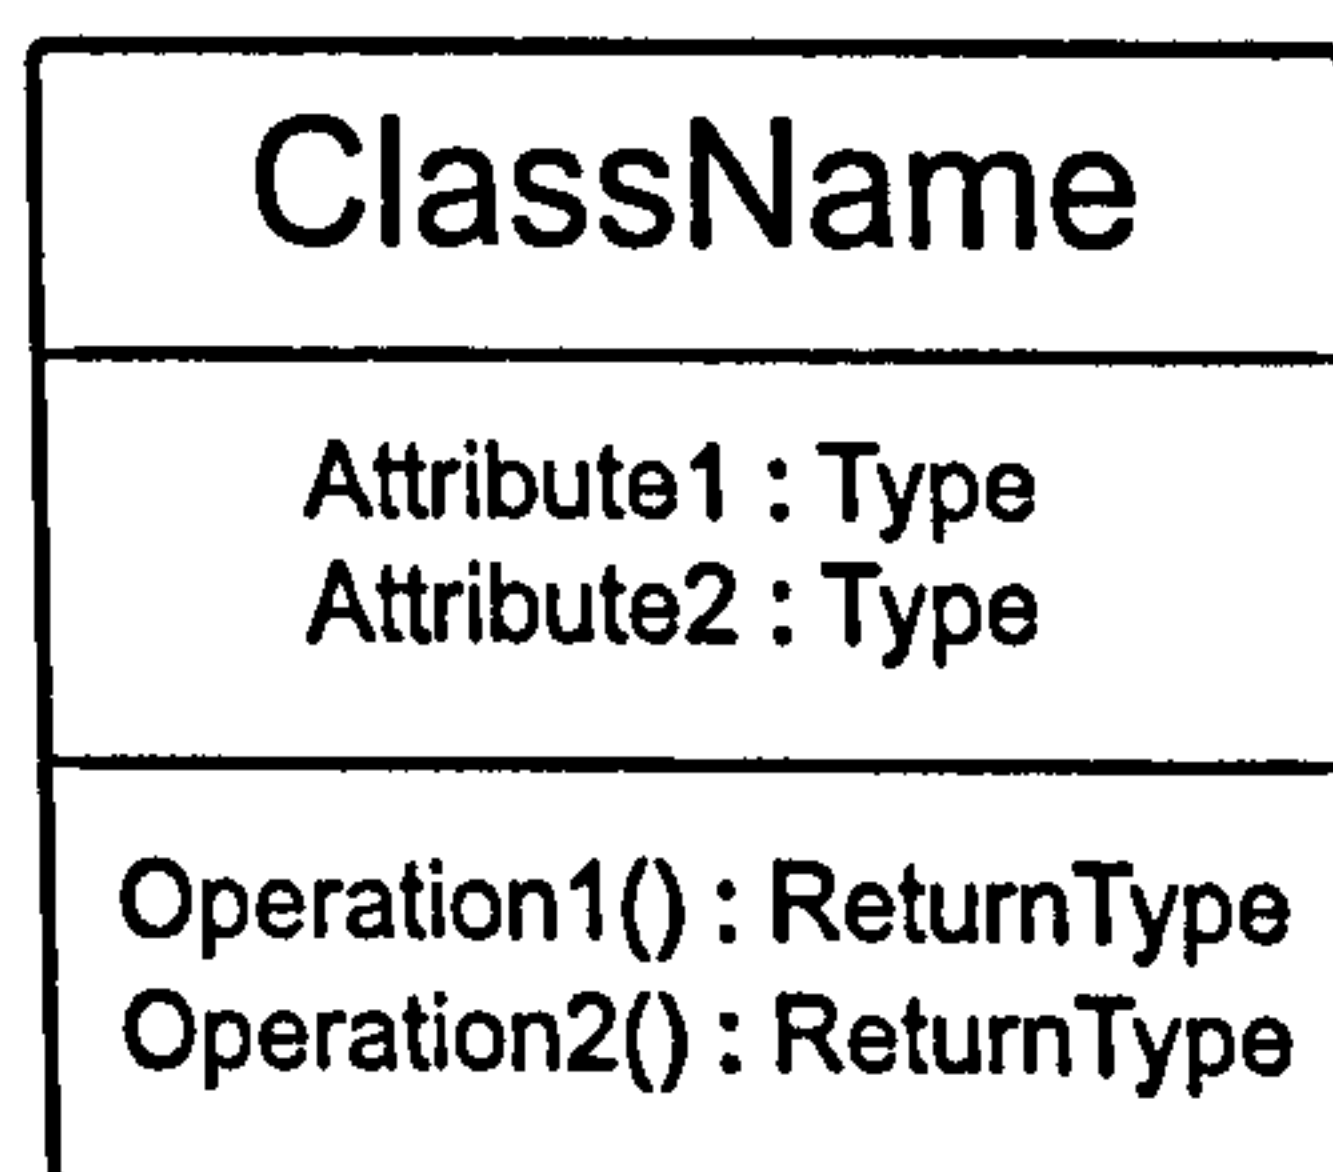 ClassName
Attribute1 : Type
Attribute2 : Type
Operation1() : ReturnType
Operation2() : ReturnType